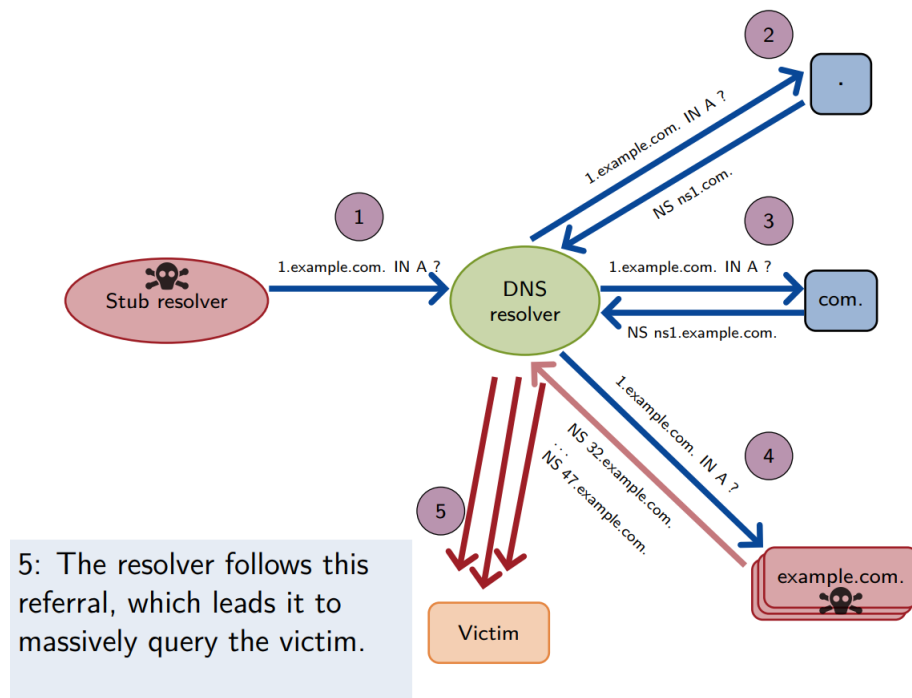 1
1.example.com. IN A ?
Stub resolver
DNS
resolver
2
.
1.example.com. IN A ?
NS ns1.com.
3
1.example.com. IN A ?
com.
NS ns1.example.com.
4
1.example.com. IN A ?
NS 32.example.com.
...
NS 47.example.com.
example.com.
5
Victim
5: The resolver follows this
referral, which leads it to
massively query the victim.